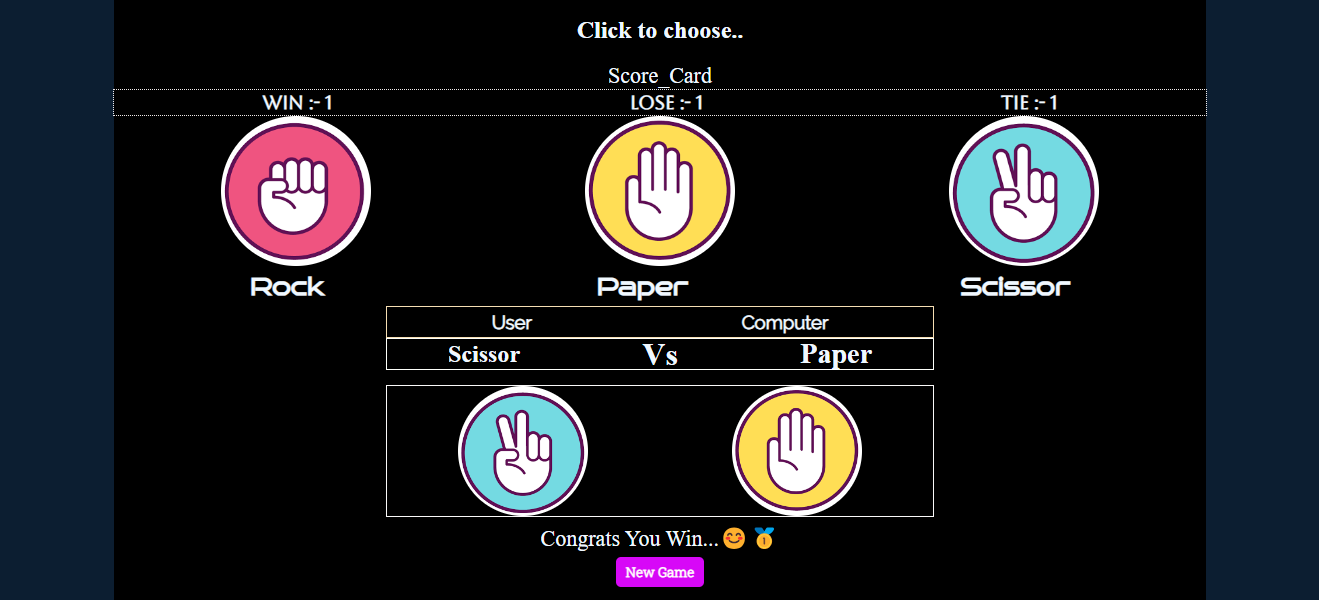 Click to choose..
Score_Card
WIN :- 1 LOSE :- 1 TIE :- 1
Rock Paper Scissor
User Computer
Scissor Vs Paper
Congrats You Win... 😊 🥇
New Game